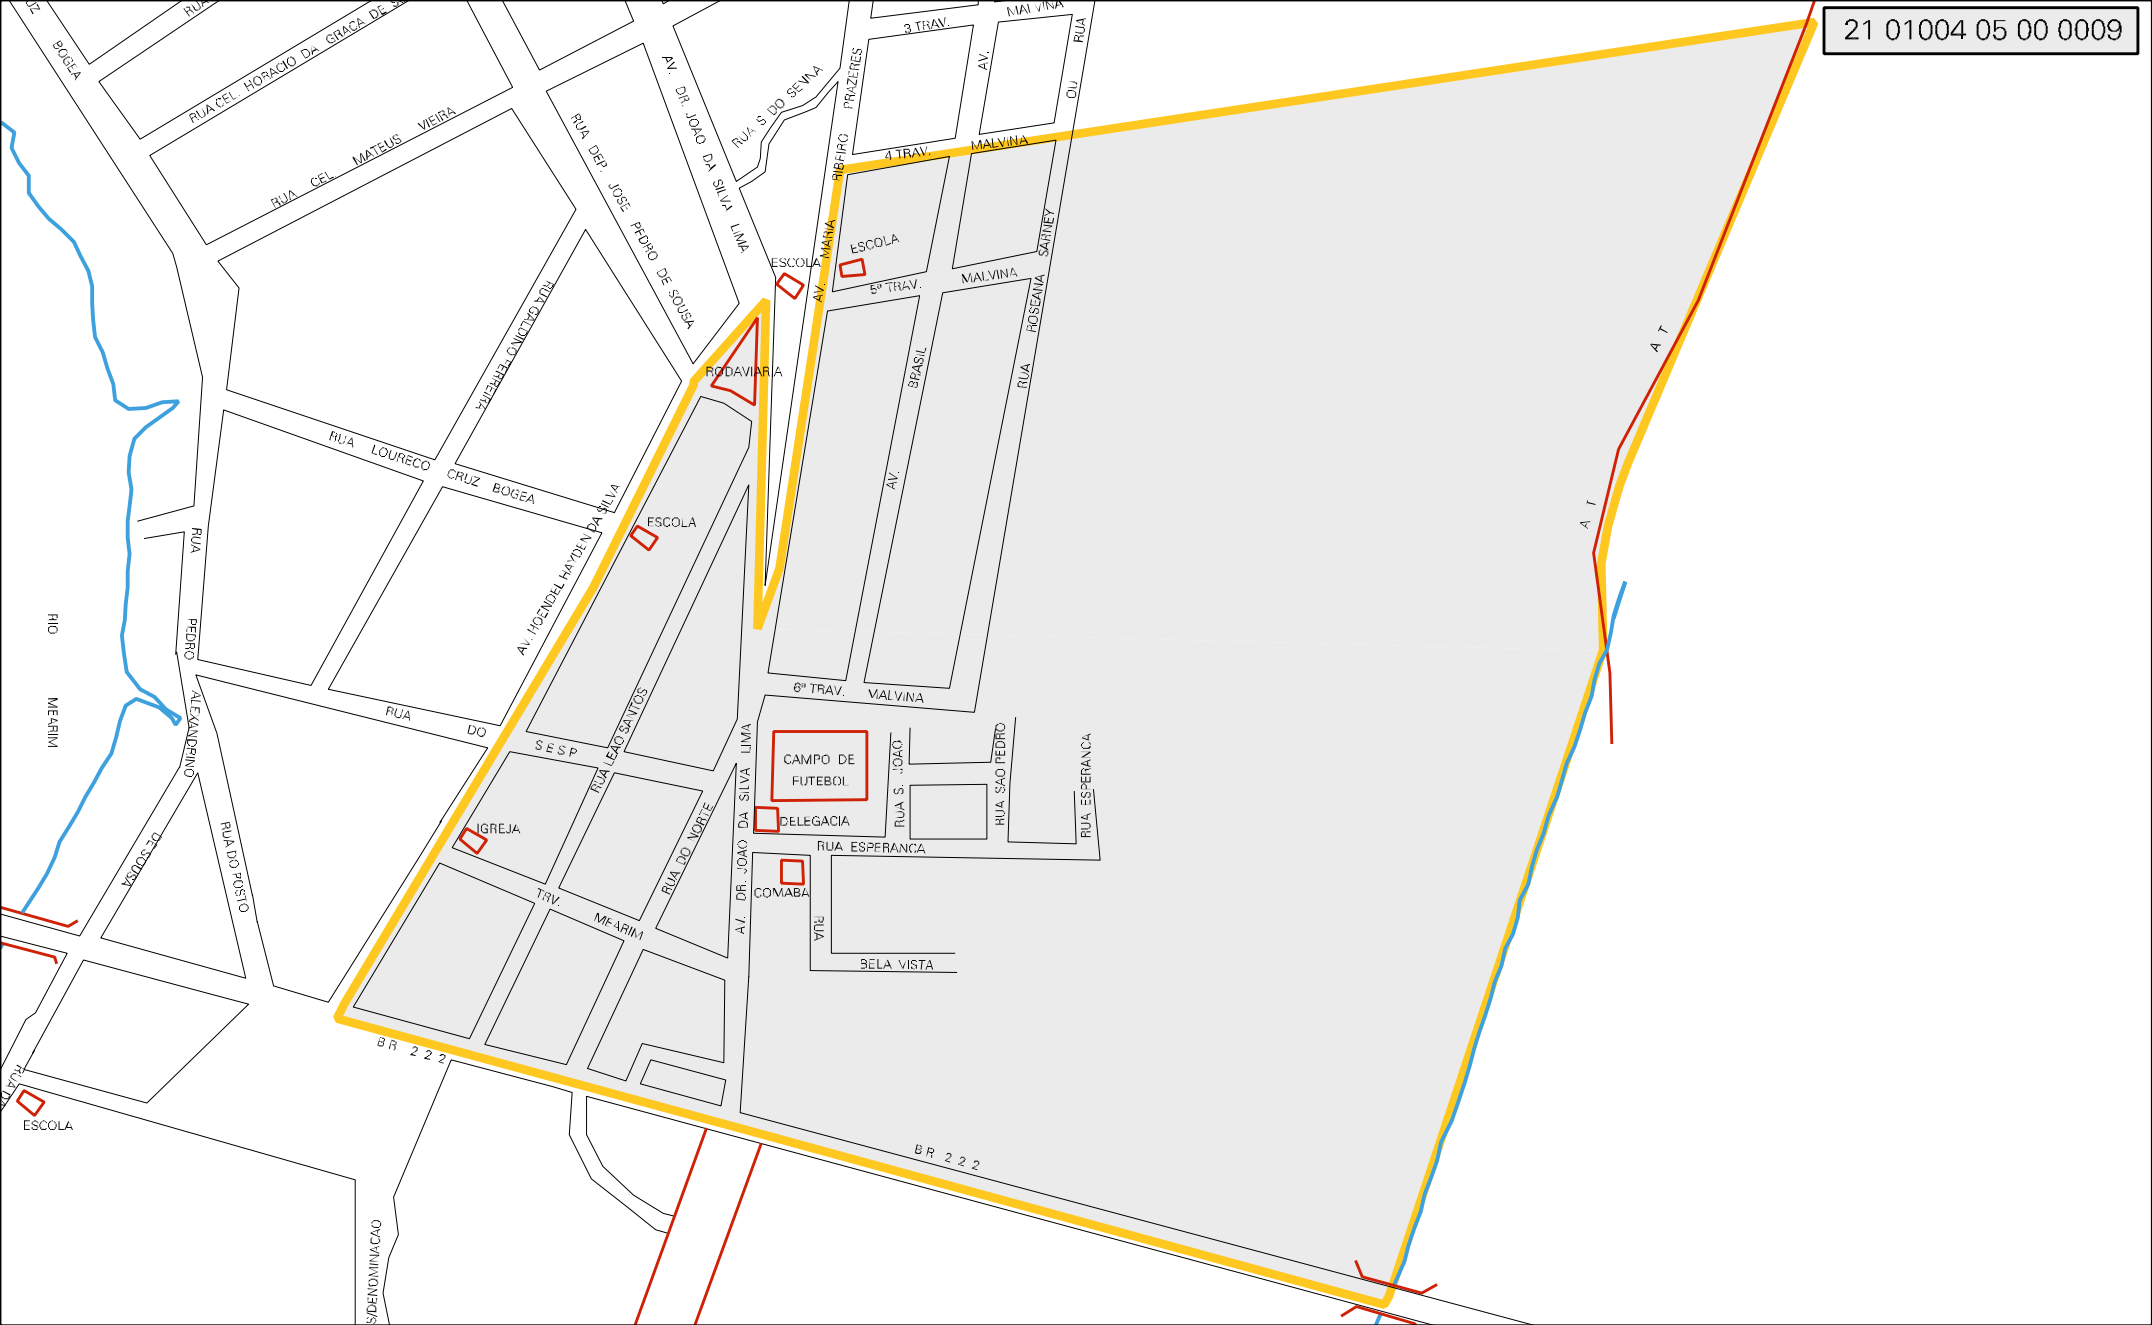 21 01004 05 00 0009
RUA
BOGEA
RUA CEL. HORACIO DA GRACA DE
RUA CEL MATEUS VIEIRA
RUA DEP. JOSE PEDRO DE SOUSA
AV. DR. JOAO DA SILVA LIMA
RUA S DO SENNA
AV. MARIA RIBEIRO PRAZERES
3 TRAV.
MALVINA
AV.
RUA
OU
4 TRAV. MALVINA
ESCOLA
ESCOLA
5ª TRAV. MALVINA
RUA ROSEANA SARNEY
AV. BRASIL
RODAVIARIA
RUA GALDINO FERREIRA
RUA LOURECO CRUZ BOGEA
AV. HOENDEL HAYDEN DA SILVA
ESCOLA
A T
A T
RIO MEARIM
RUA PEDRO ALEXANDRINO DE SOUSA
RUA DO SESP
RUA LEAO SANTOS
6ª TRAV. MALVINA
CAMPO DE
FUTEBOL
DELEGACIA
AV. DR. JOAO DA SILVA LIMA
RUA S. JOAO
RUA SAO PEDRO
RUA ESPERANCA
RUA ESPERANCA
COMABA
RUA BELA VISTA
IGREJA
RUA DO NORTE
TRV. MEARIM
RUA DO POSTO
BR 222
BR 222
RUA DA
ESCOLA
S/DENOMINACAO